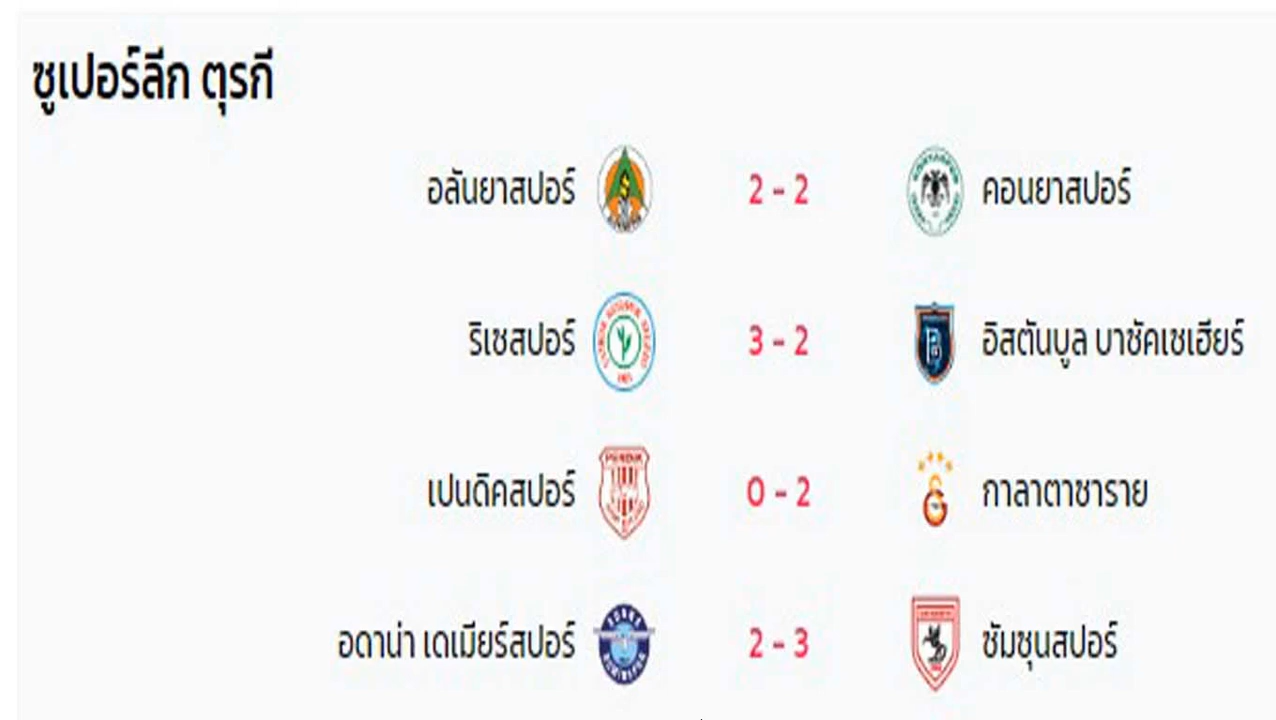 ซูเปอร์ลีก ตุรกี
อลันยาสปอร์ 2 - 2 คอนยาสปอร์
ริเซสปอร์ 3 - 2 อิสตันบูล บาซัคเซเฮียร์
เปนดิคสปอร์ 0 - 2 กาลาตาซาราย
อดาน่า เดเมียร์สปอร์ 2 - 3 ซัมซุนสปอร์